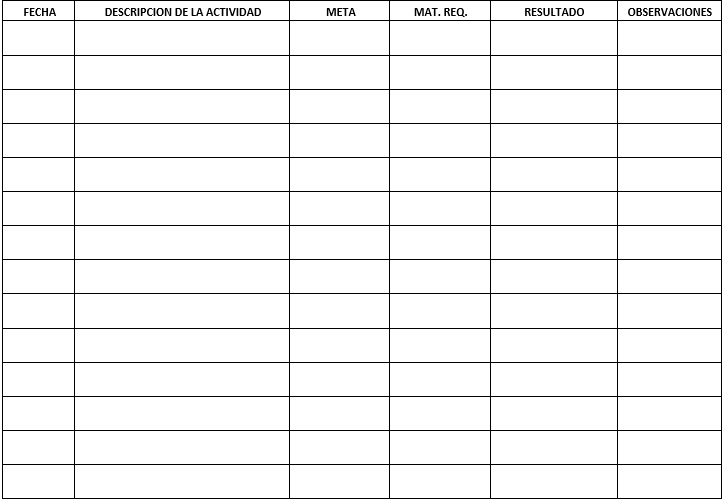 FECHA DESCRIPCION DE LA ACTIVIDAD META MAT. REQ. RESULTADO OBSERVACIONES